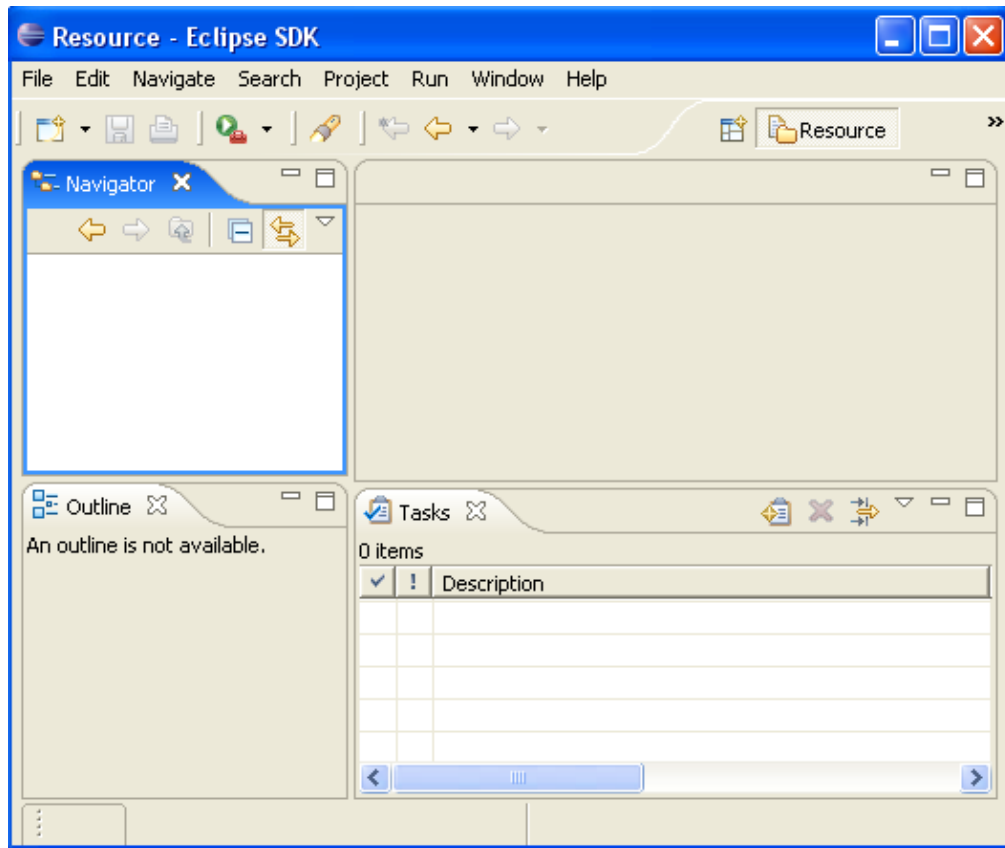 Resource - Eclipse SDK
File Edit Navigate Search Project Run Window Help
Resource »
Navigator
Outline
An outline is not available.
Tasks
0 items
! Description